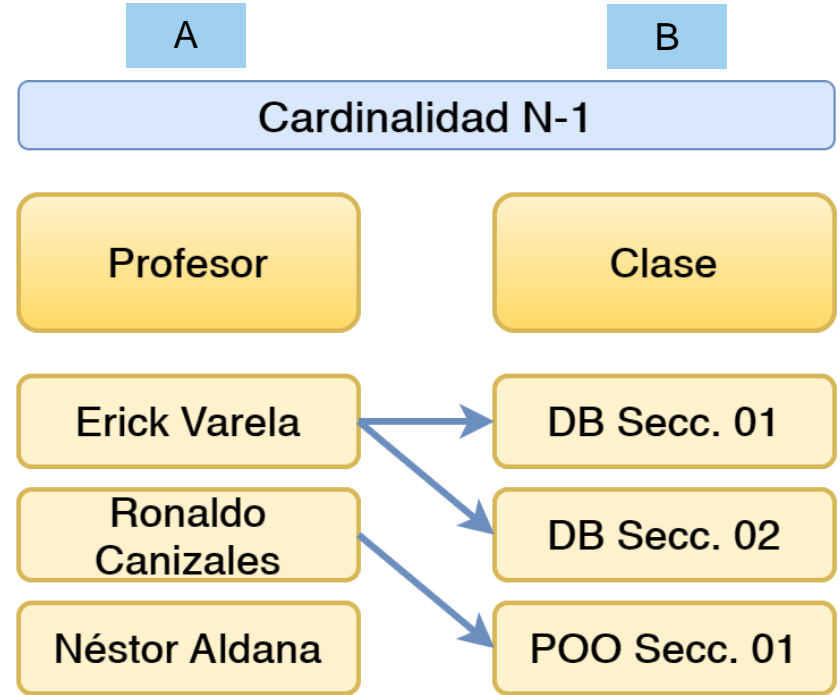 A
B
Cardinalidad N-1
Profesor
Clase
Erick Varela
DB Secc. 01
Ronaldo
Canizales
DB Secc. 02
Néstor Aldana
POO Secc. 01